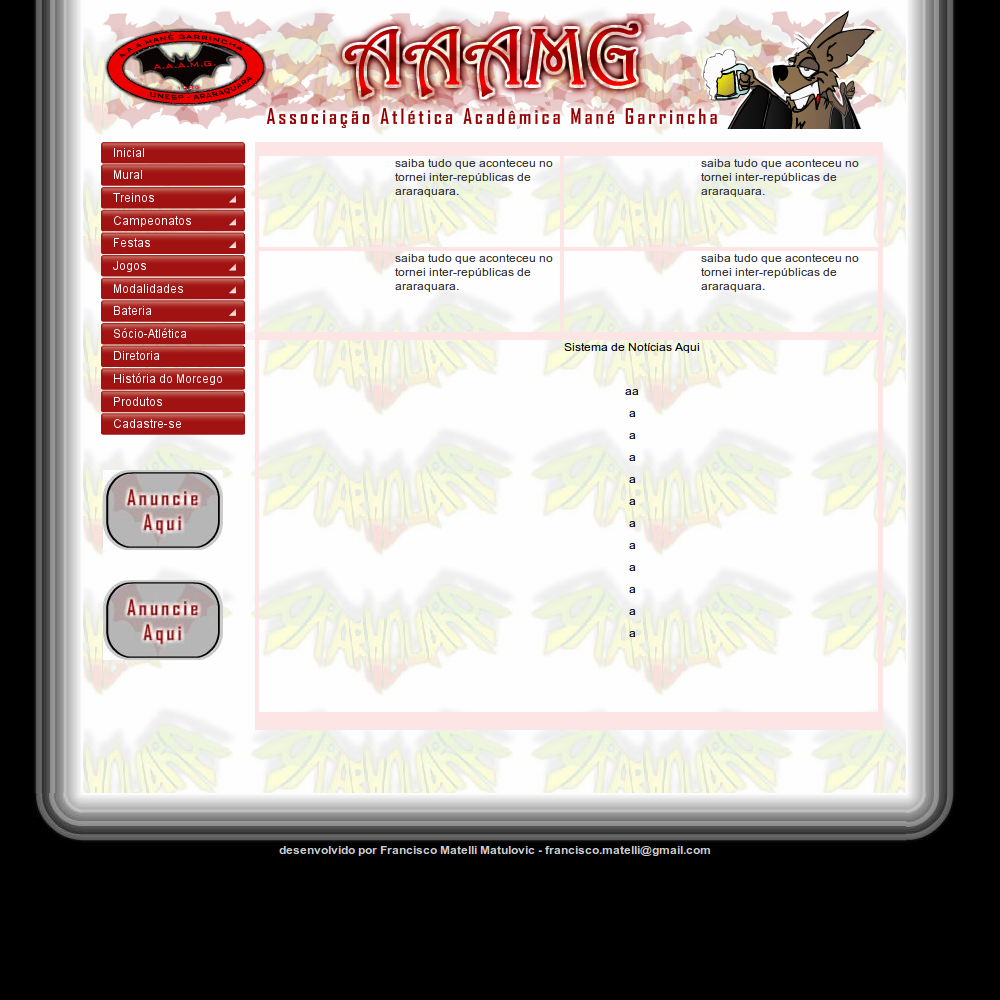 A.A.A MANÉ GARRINCHA
A.A.A.M.G.
UNESP - ARARAQUARA
AAAMG
Associação Atlética Acadêmica Mané Garrincha
Inicial
Mural
Treinos
Campeonatos
Festas
Jogos
Modalidades
Bateria
Sócio-Atlética
Diretoria
História do Morcego
Produtos
Cadastre-se
Anuncie
Aqui
Anuncie
Aqui
saiba tudo que aconteceu no
tornei inter-repúblicas de
araraquara.
saiba tudo que aconteceu no
tornei inter-repúblicas de
araraquara.
saiba tudo que aconteceu no
tornei inter-repúblicas de
araraquara.
saiba tudo que aconteceu no
tornei inter-repúblicas de
araraquara.
Sistema de Notícias Aqui
aa
a
a
a
a
a
a
a
a
a
a
a
desenvolvido por Francisco Matelli Matulovic - francisco.matelli@gmail.com